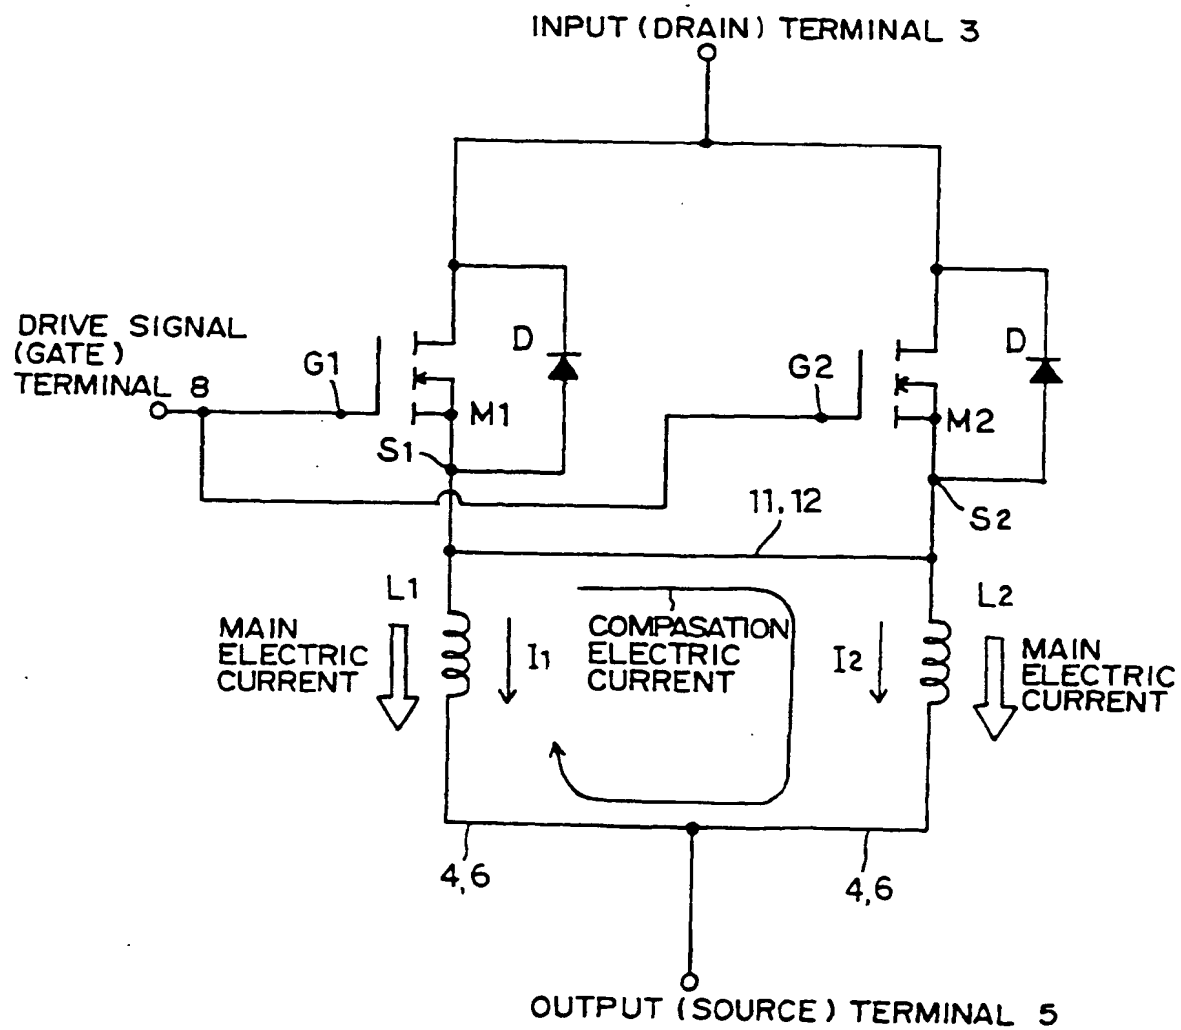 INPUT (DRAIN) TERMINAL 3
DRIVE SIGNAL
(GATE)
TERMINAL 8
G1
D
M1
S1
G2
D
M2
S2
11,12
L1
MAIN
ELECTRIC
CURRENT
I1
COMPASATION
ELECTRIC
CURRENT
I2
L2
MAIN
ELECTRIC
CURRENT
4,6
4,6
OUTPUT (SOURCE) TERMINAL 5